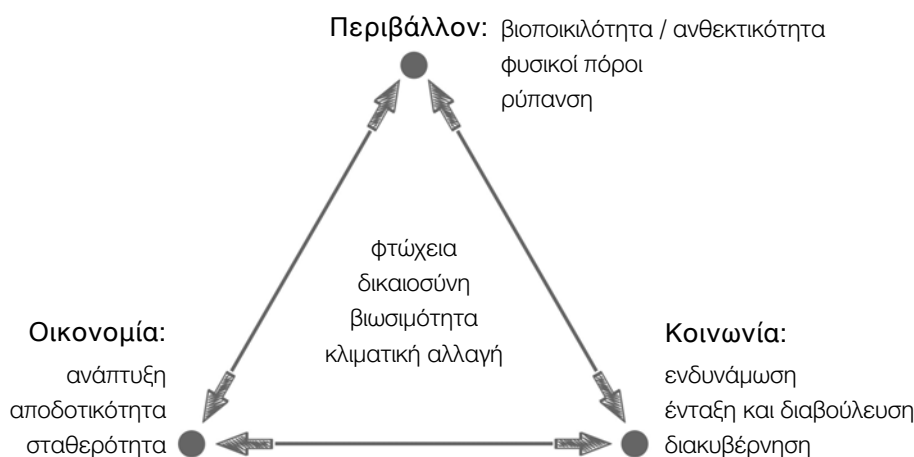 Περιβάλλον: βιοποικιλότητα / ανθεκτικότητα
φυσικοί πόροι
ρύπανση
φτώχεια
δικαιοσύνη
βιωσιμότητα
κλιματική αλλαγή
Οικονομία:
ανάπτυξη
αποδοτικότητα
σταθερότητα
Κοινωνία:
ενδυνάμωση
ένταξη και διαβούλευση
διακυβέρνηση